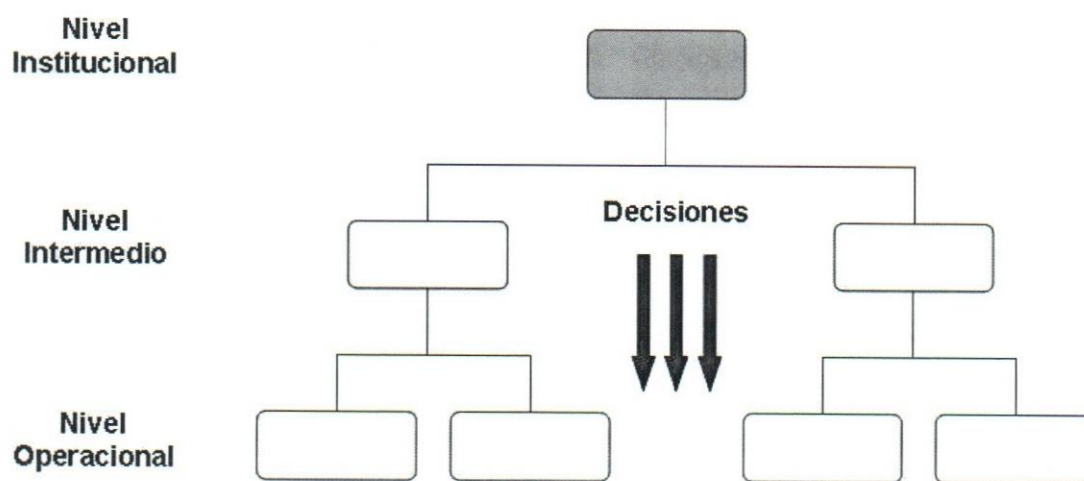 Nivel
Institucional
Nivel
Intermedio
Decisiones
Nivel
Operacional